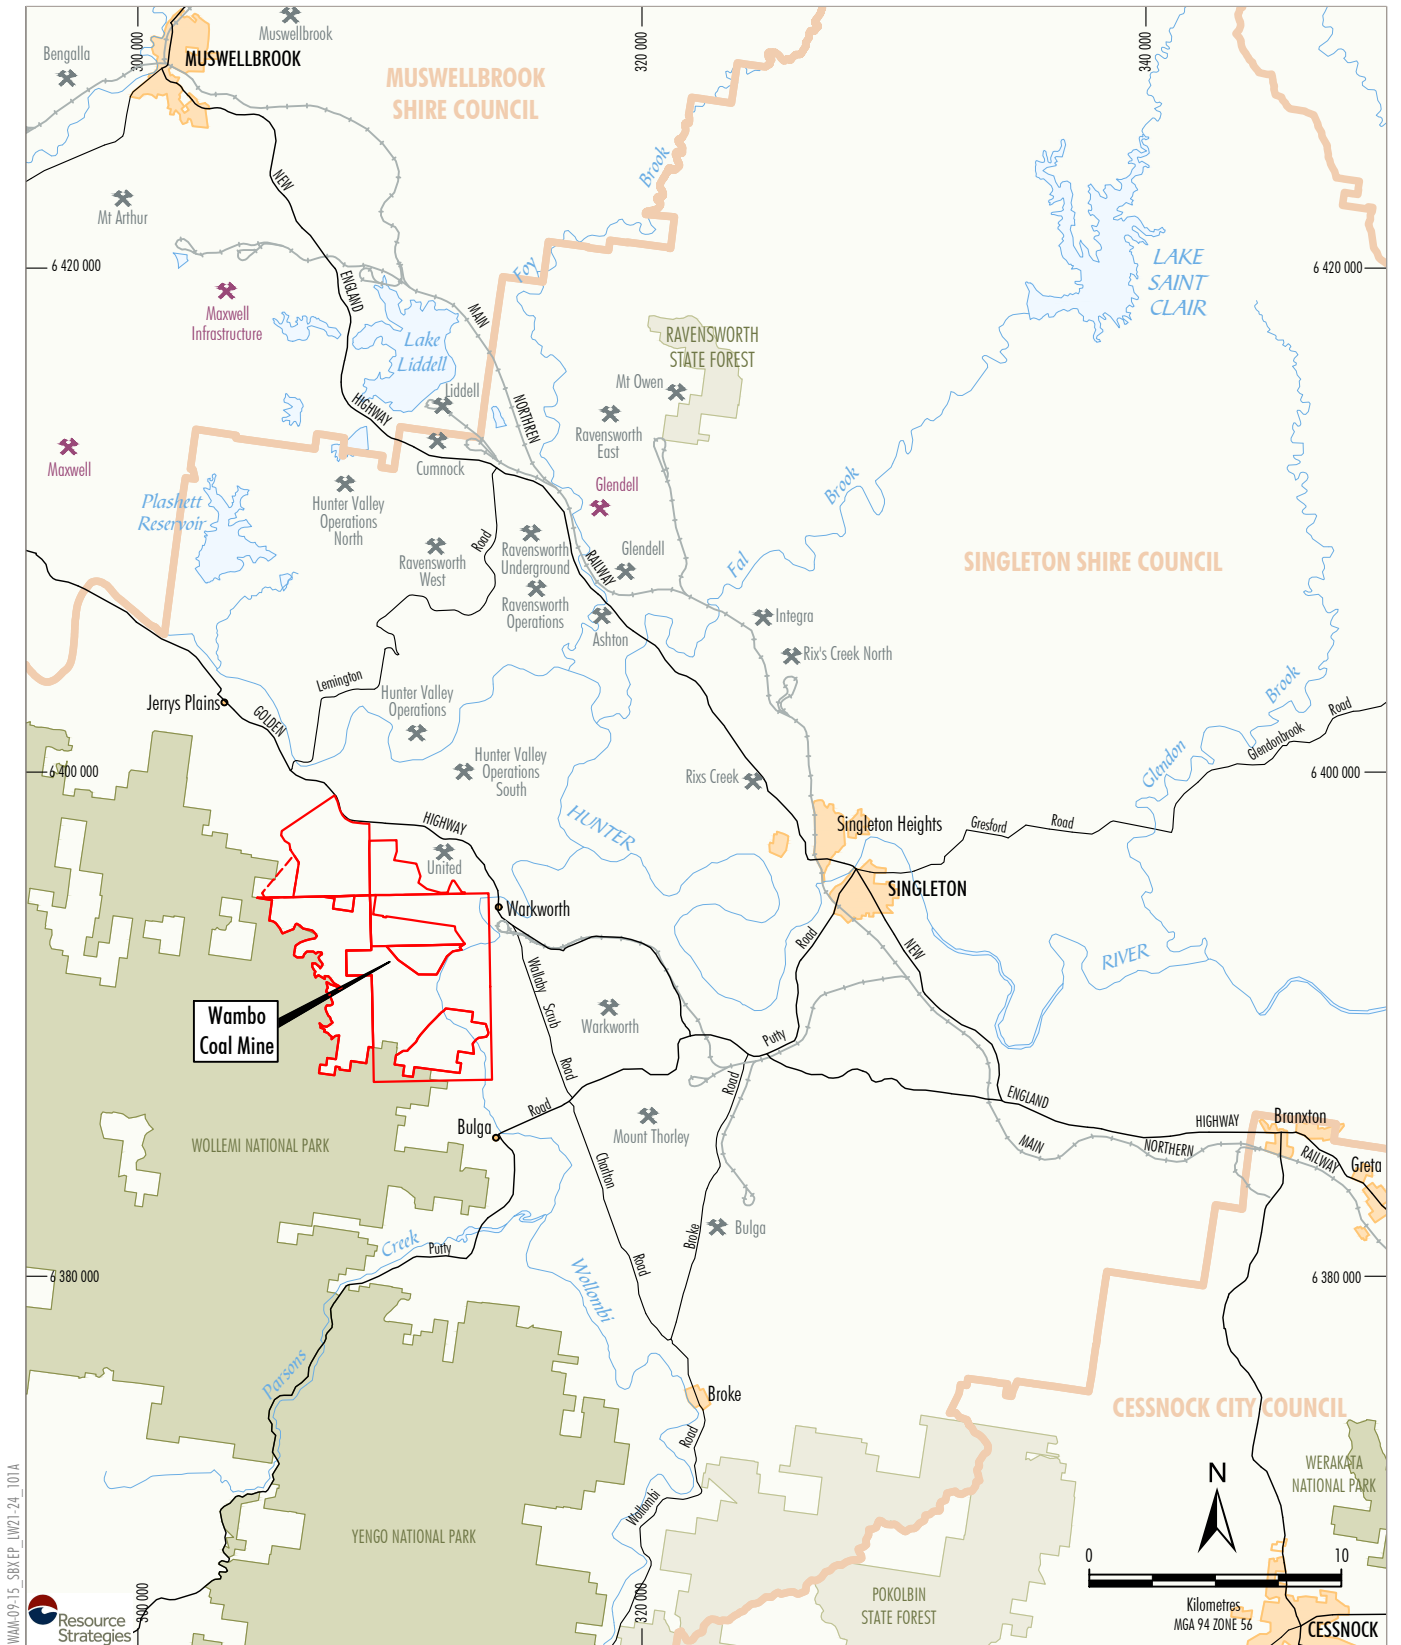 Muswellbrook
300 000
320 000
340 000
Bengalla
MUSWELLBROOK
MUSWELLBROOK
SHIRE COUNCIL
Brook
NEW
Mt Arthur
6 420 000
6 420 000
ENGLAND
Foy
LAKE
SAINT
CLAIR
Maxwell
Infrastructure
MAIN
Lake
Liddell
RAVENSWORTH
STATE FOREST
Liddell
Mt Owen
HIGHWAY
NORTHREN
Ravensworth
East
Cumnock
Maxwell
Glendell
Plashett
Reservoir
Hunter Valley
Operations
North
Brook
Road
Ravensworth
Underground
Glendell
Ravensworth
West
RAILWAY
Fal
SINGLETON SHIRE COUNCIL
Ravensworth
Operations
Ashton
Integra
Rix's Creek North
Lemington
Jerrys Plains
GOLDEN
Hunter Valley
Operations
Brook
Road
Glendonbrook
Glendon
Hunter Valley
Operations
South
6 400 000
6 400 000
Rixs Creek
HIGHWAY
HUNTER
Singleton Heights
Gresford
Road
United
SINGLETON
Warkworth
Road
NEW
RIVER
Wallaby
Scrub
Road
Wambo
Coal Mine
Warkworth
Putty
Road
ENGLAND
Road
Bulga
Mount Thorley
HIGHWAY
Branxton
MAIN
NORTHERN
RAILWAY
Greta
WOLLEMI NATIONAL PARK
Charlton
Road
Creek
Putty
Broke
Bulga
6 380 000
6 380 000
Wollombi
Parsons
Broke
CESSNOCK CITY COUNCIL
Road
WERAKATA
NATIONAL PARK
N
Wollombi
YENGO NATIONAL PARK
0
10
Kilometres
MGA 94 ZONE 56
POKOLBIN
STATE FOREST
CESSNOCK
300 000
320 000
Resource
Strategies
WAM-09-15_SBX EP_LW21-24_101A